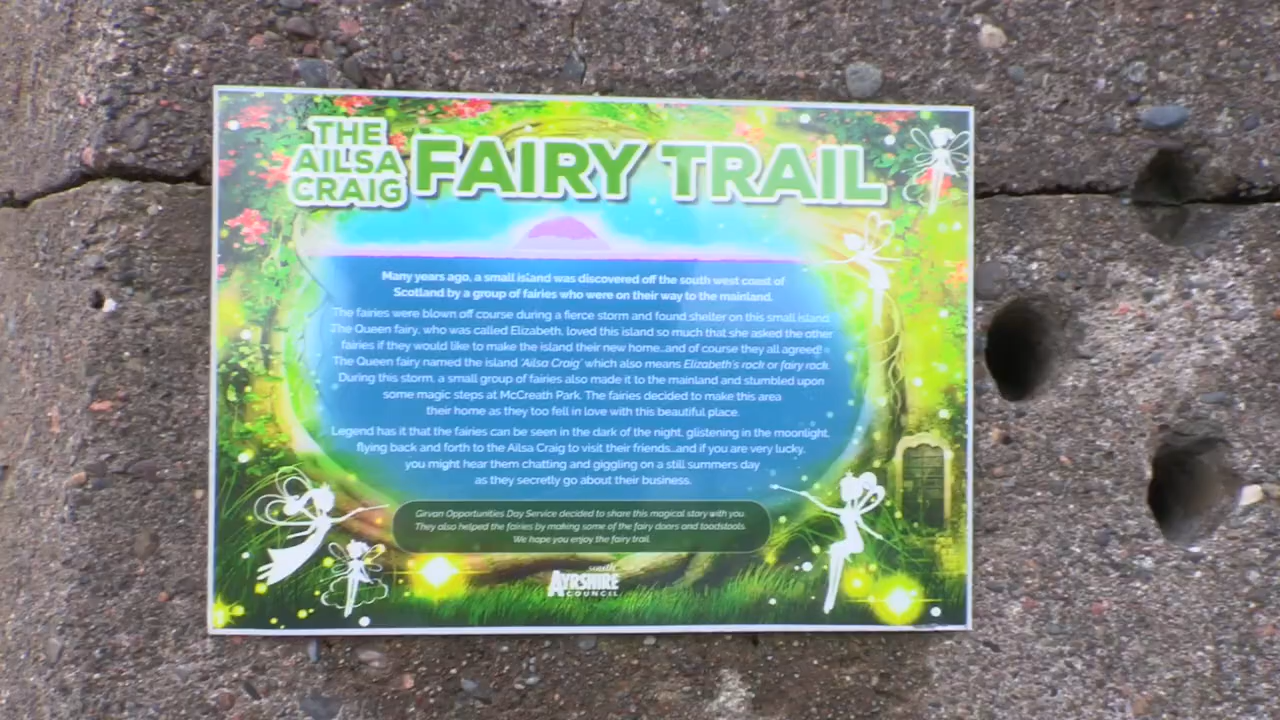 THE
AILSA
CRAIG
FAIRY TRAIL
Many years ago, a small island was discovered off the south west coast of
Scotland by a group of fairies who were on their way to the mainland.
The fairies were blown off course during a fierce storm and found shelter on this small island.
The Queen fairy, who was called Elizabeth, loved this island so much that she asked the other
fairies if they would like to make the island their new home...and of course they all agreed!
The Queen fairy named the island 'Ailsa Craig' which also means Elizabeth's rock or fairy rock.
During this storm, a small group of fairies also made it to the mainland and stumbled upon
some magic steps at McCreath Park. The fairies decided to make this area
their home as they too fell in love with this beautiful place.
Legend has it that the fairies can be seen in the dark of the night, glistening in the moonlight,
flying back and forth to the Ailsa Craig to visit their friends...and if you are very lucky,
you might hear them chatting and giggling on a still summers day
as they secretly go about their business.
Girvan Opportunities Day Service decided to share this magical story with you.
They also helped the fairies by making some of the fairy doors and toadstools.
We hope you enjoy the fairy trail.
south
AYRSHIRE
COUNCIL